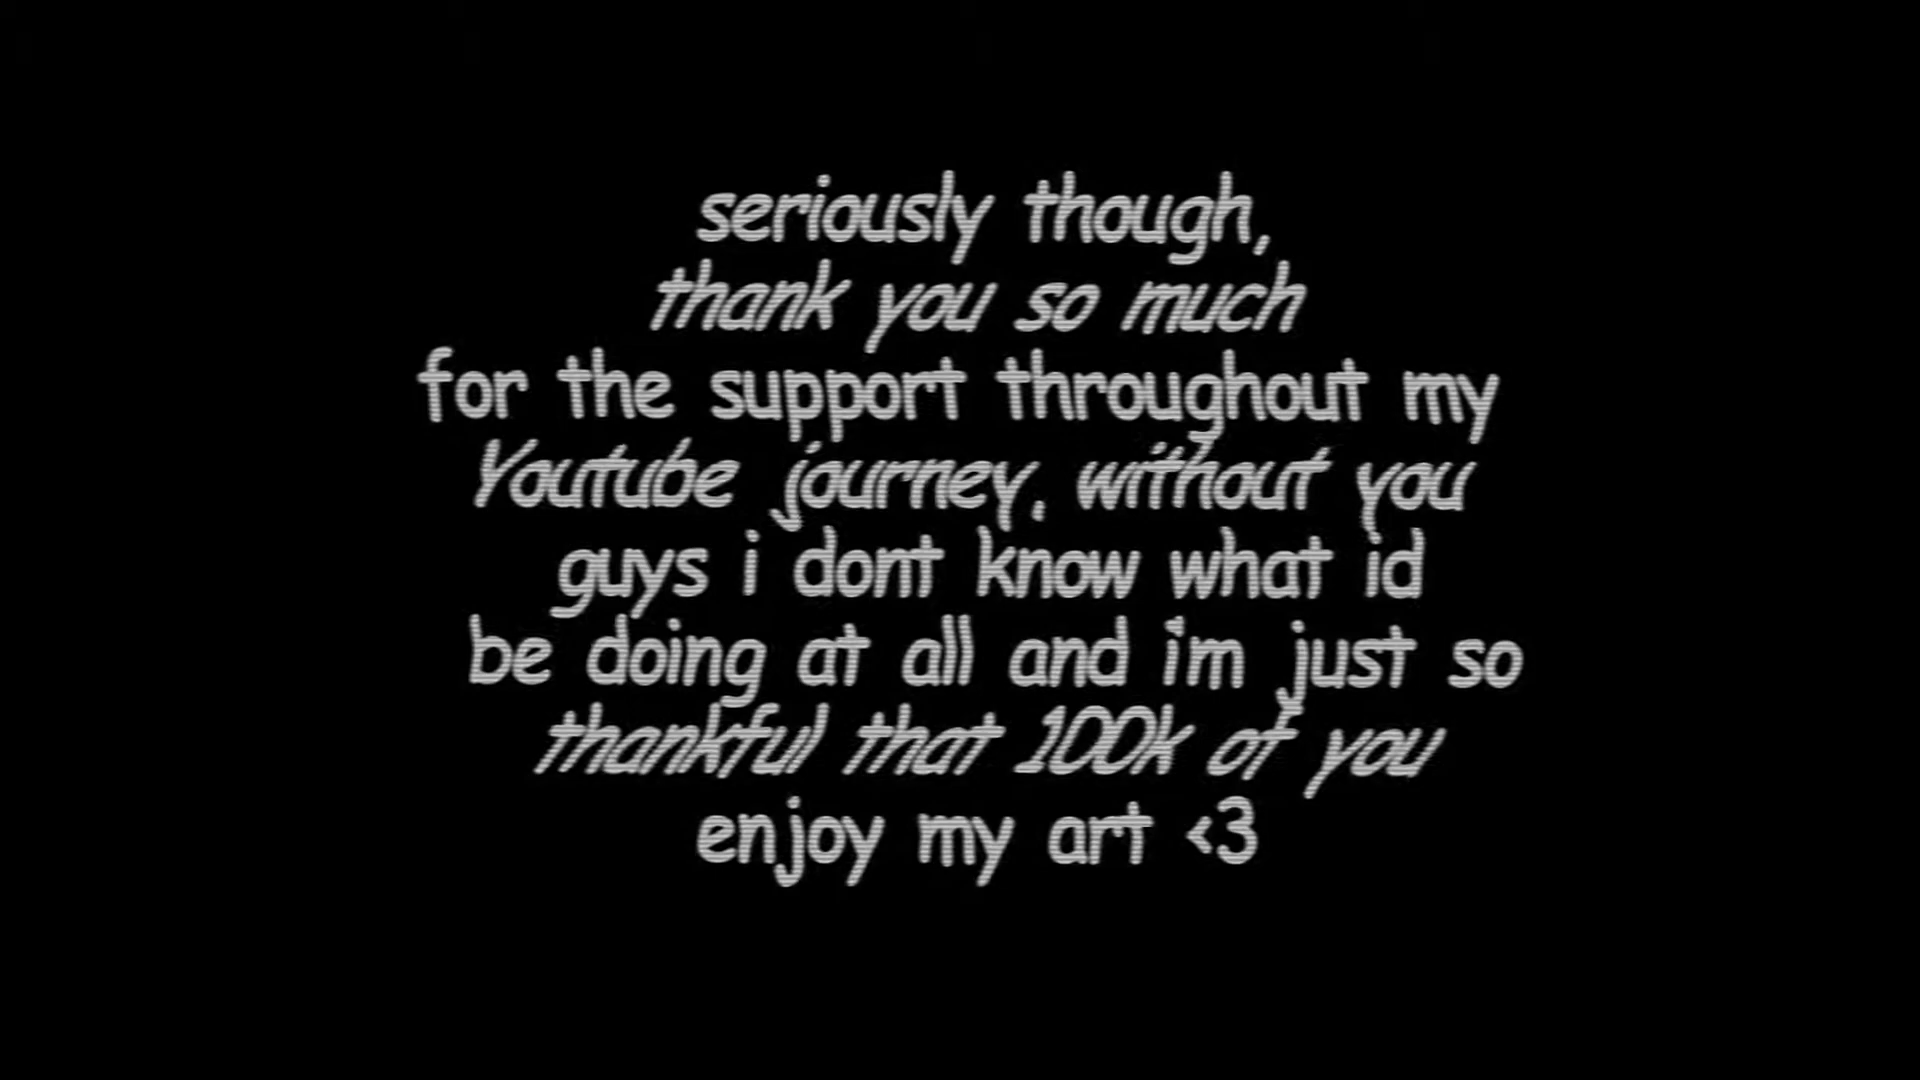 seriously though,
thank you so much
for the support throughout my
Youtube journey, without you
guys i dont know what id
be doing at all and i'm just so
thankful that 100k of you
enjoy my art <3